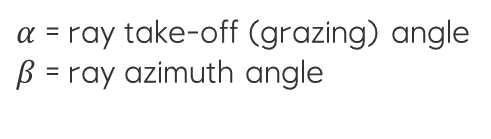 α = ray take-off (grazing) angle
β = ray azimuth angle